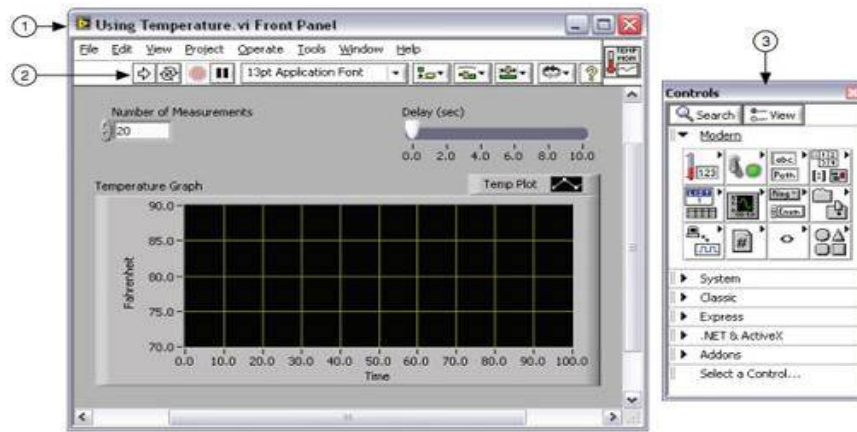 1
Using Temperature.vi Front Panel
File Edit View Project Operate Tools Window Help
TEMP
MON
2
13pt Application Font
?
Number of Measurements
20
Delay (sec)
0.0 2.0 4.0 6.0 8.0 10.0
Temperature Graph
Temp Plot
90.0
85.0
80.0
75.0
70.0
Fahrenheit
0.0 10.0 20.0 30.0 40.0 50.0 60.0 70.0 80.0 90.0 100.0
Time
3
Controls
Search View
Modern
1.23
abc
Path
Ring
Enum
#
System
Classic
Express
.NET & ActiveX
Addons
Select a Control...